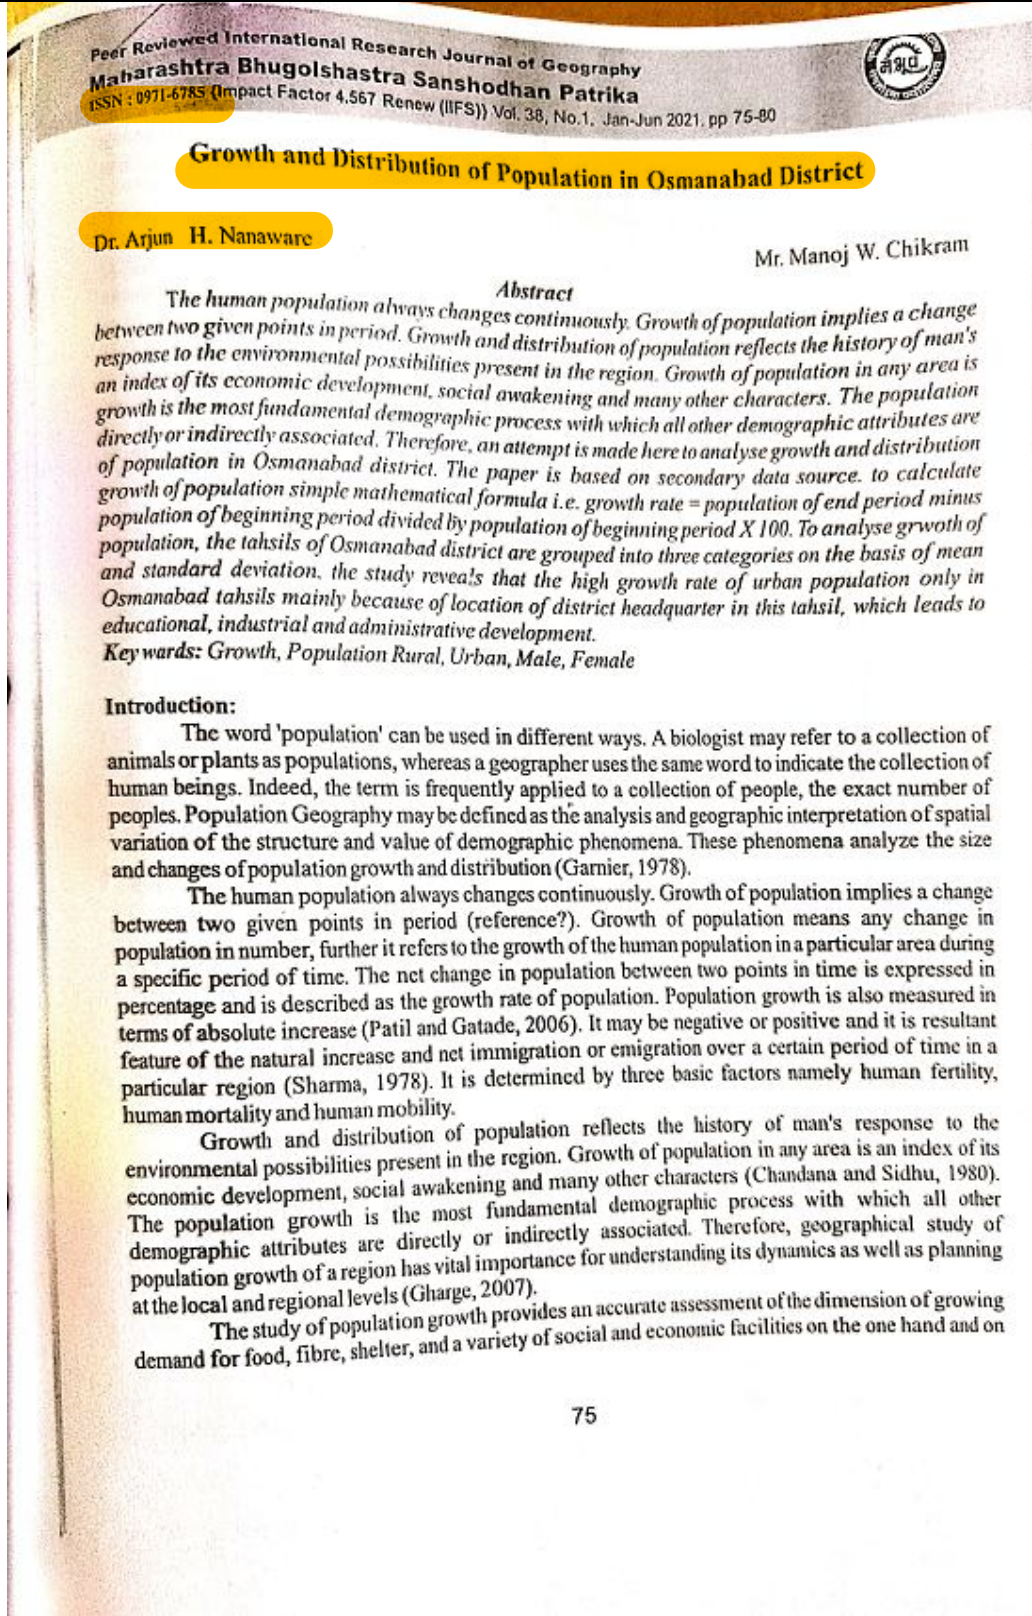 Peer Reviewed International Research Journal of Geography
Maharashtra Bhugolshastra Sanshodhan Patrika
ISSN : 0971-6785 (Impact Factor 4.567 Renew (IIFS)) Vol. 38, No.1, Jan-Jun 2021, pp 75-80
Growth and Distribution of Population in Osmanabad District
Dr. Arjun H. Nanaware
Mr. Manoj W. Chikram
Abstract
The human population always changes continuously. Growth of population implies a change
between two given points in period. Growth and distribution of population reflects the history of man's
response to the environmental possibilities present in the region. Growth of population in any area is
an index of its economic development, social awakening and many other characters. The population
growth is the most fundamental demographic process with which all other demographic attributes are
directly or indirectly associated. Therefore, an attempt is made here to analyse growth and distribution
of population in Osmanabad district. The paper is based on secondary data source. to calculate
growth of population simple mathematical formula i.e. growth rate = population of end period minus
population of beginning period divided by population of beginning period X 100. To analyse grwoth of
population, the tahsils of Osmanabad district are grouped into three categories on the basis of mean
and standard deviation. the study reveals that the high growth rate of urban population only in
Osmanabad tahsils mainly because of location of district headquarter in this tahsil, which leads to
educational, industrial and administrative development.
Key wards: Growth, Population Rural, Urban, Male, Female
Introduction:
The word 'population' can be used in different ways. A biologist may refer to a collection of
animals or plants as populations, whereas a geographer uses the same word to indicate the collection of
human beings. Indeed, the term is frequently applied to a collection of people, the exact number of
peoples. Population Geography may be defined as the analysis and geographic interpretation of spatial
variation of the structure and value of demographic phenomena. These phenomena analyze the size
and changes of population growth and distribution (Garnier, 1978).
The human population always changes continuously. Growth of population implies a change
between two given points in period (reference?). Growth of population means any change in
population in number, further it refers to the growth of the human population in a particular area during
a specific period of time. The net change in population between two points in time is expressed in
percentage and is described as the growth rate of population. Population growth is also measured in
terms of absolute increase (Patil and Gatade, 2006). It may be negative or positive and it is resultant
feature of the natural increase and net immigration or emigration over a certain period of time in a
particular region (Sharma, 1978). It is determined by three basic factors namely human fertility,
human mortality and human mobility.
Growth and distribution of population reflects the history of man's response to the
environmental possibilities present in the region. Growth of population in any area is an index of its
economic development, social awakening and many other characters (Chandana and Sidhu, 1980).
The population growth is the most fundamental demographic process with which all other
demographic attributes are directly or indirectly associated. Therefore, geographical study of
population growth of a region has vital importance for understanding its dynamics as well as planning
at the local and regional levels (Gharge, 2007).
The study of population growth provides an accurate assessment of the dimension of growing
demand for food, fibre, shelter, and a variety of social and economic facilities on the one hand and on
75